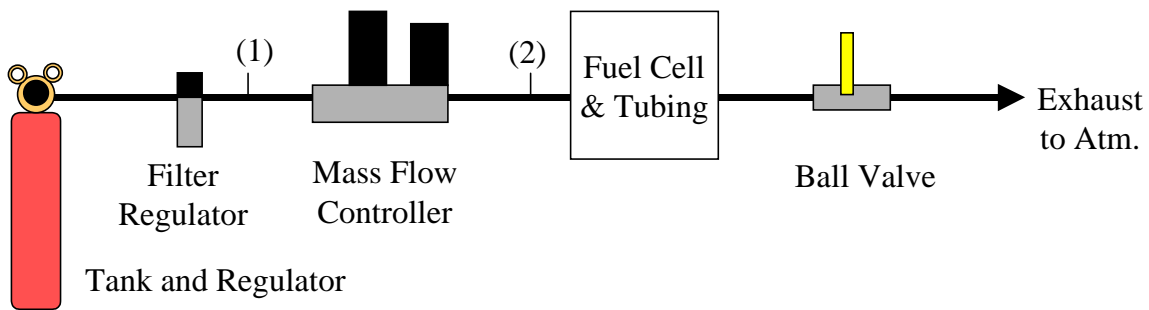 (1)
(2)
Fuel Cell
& Tubing
Exhaust
to Atm.
Filter
Regulator
Mass Flow
Controller
Ball Valve
Tank and Regulator